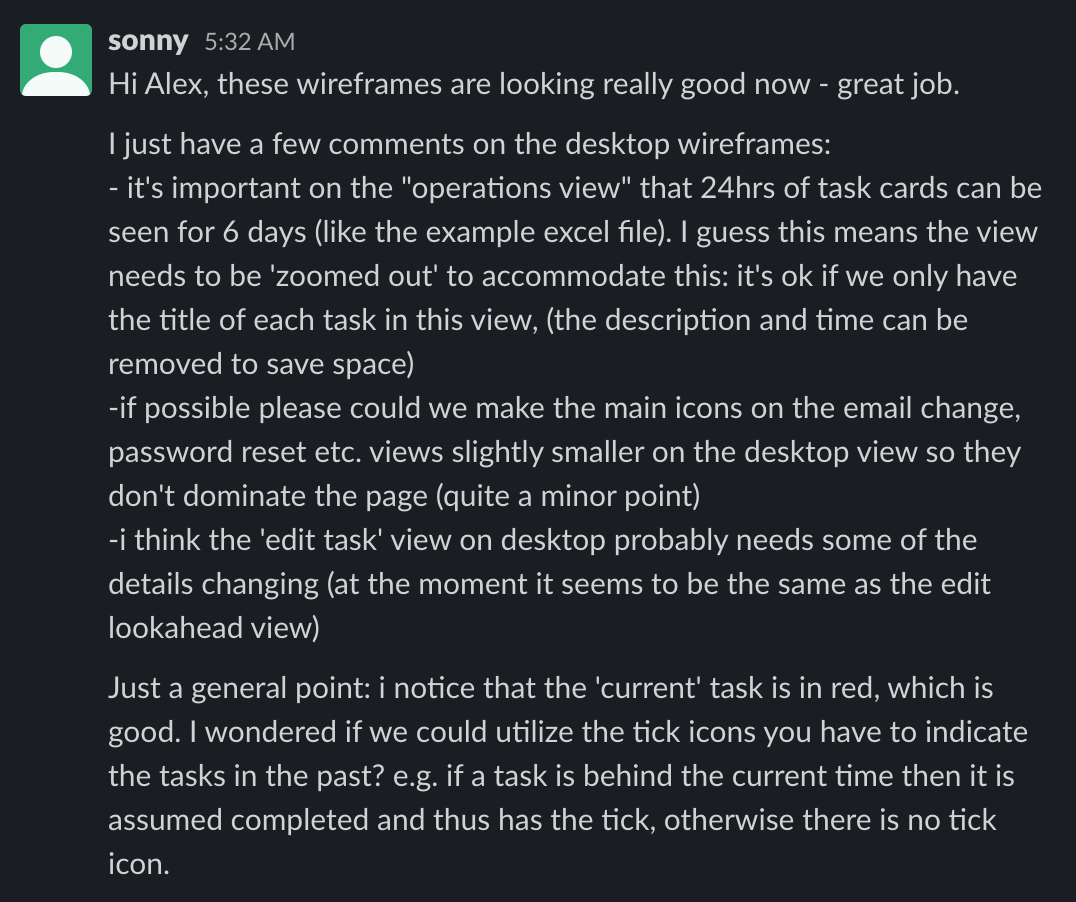 sonny 5:32 AM
Hi Alex, these wireframes are looking really good now - great job.
I just have a few comments on the desktop wireframes:
- it's important on the "operations view" that 24hrs of task cards can be
seen for 6 days (like the example excel file). I guess this means the view
needs to be 'zoomed out' to accommodate this: it's ok if we only have
the title of each task in this view, (the description and time can be
removed to save space)
-if possible please could we make the main icons on the email change,
password reset etc. views slightly smaller on the desktop view so they
don't dominate the page (quite a minor point)
-i think the 'edit task' view on desktop probably needs some of the
details changing (at the moment it seems to be the same as the edit
lookahead view)
Just a general point: i notice that the 'current' task is in red, which is
good. I wondered if we could utilize the tick icons you have to indicate
the tasks in the past? e.g. if a task is behind the current time then it is
assumed completed and thus has the tick, otherwise there is no tick
icon.